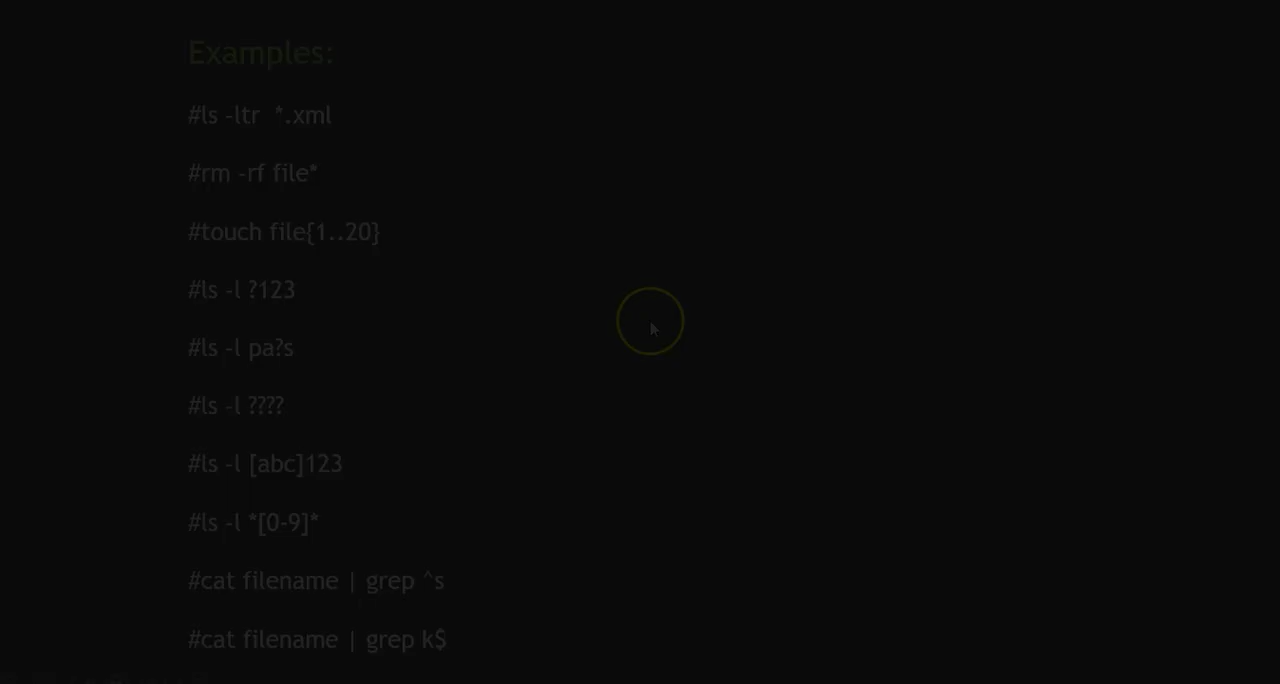 Examples:
#ls -ltr  *.xml
#rm -rf file*
#touch file{1..20}
#ls -l ?123
#ls -l pa?s
#ls -l ????
#ls -l [abc]123
#ls -l *[0-9]*
#cat filename | grep ^s
#cat filename | grep k$